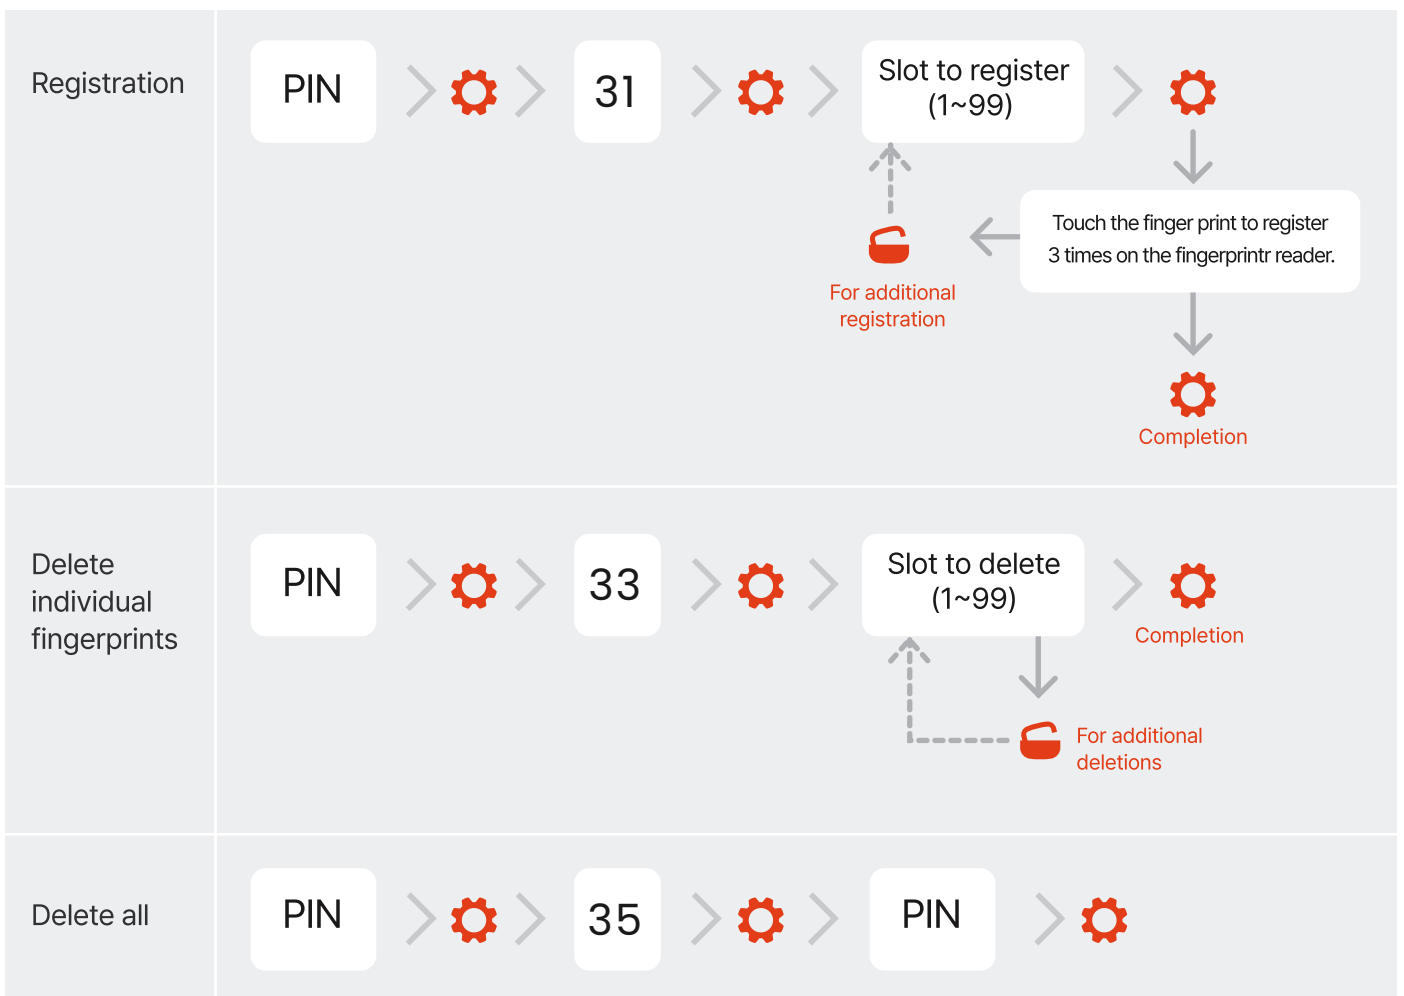 Registration
PIN
31
Slot to register
(1~99)
Touch the finger print to register
3 times on the fingerprintr reader.
For additional
registration
Completion
Delete
individual
fingerprints
PIN
33
Slot to delete
(1~99)
Completion
For additional
deletions
Delete all
PIN
35
PIN